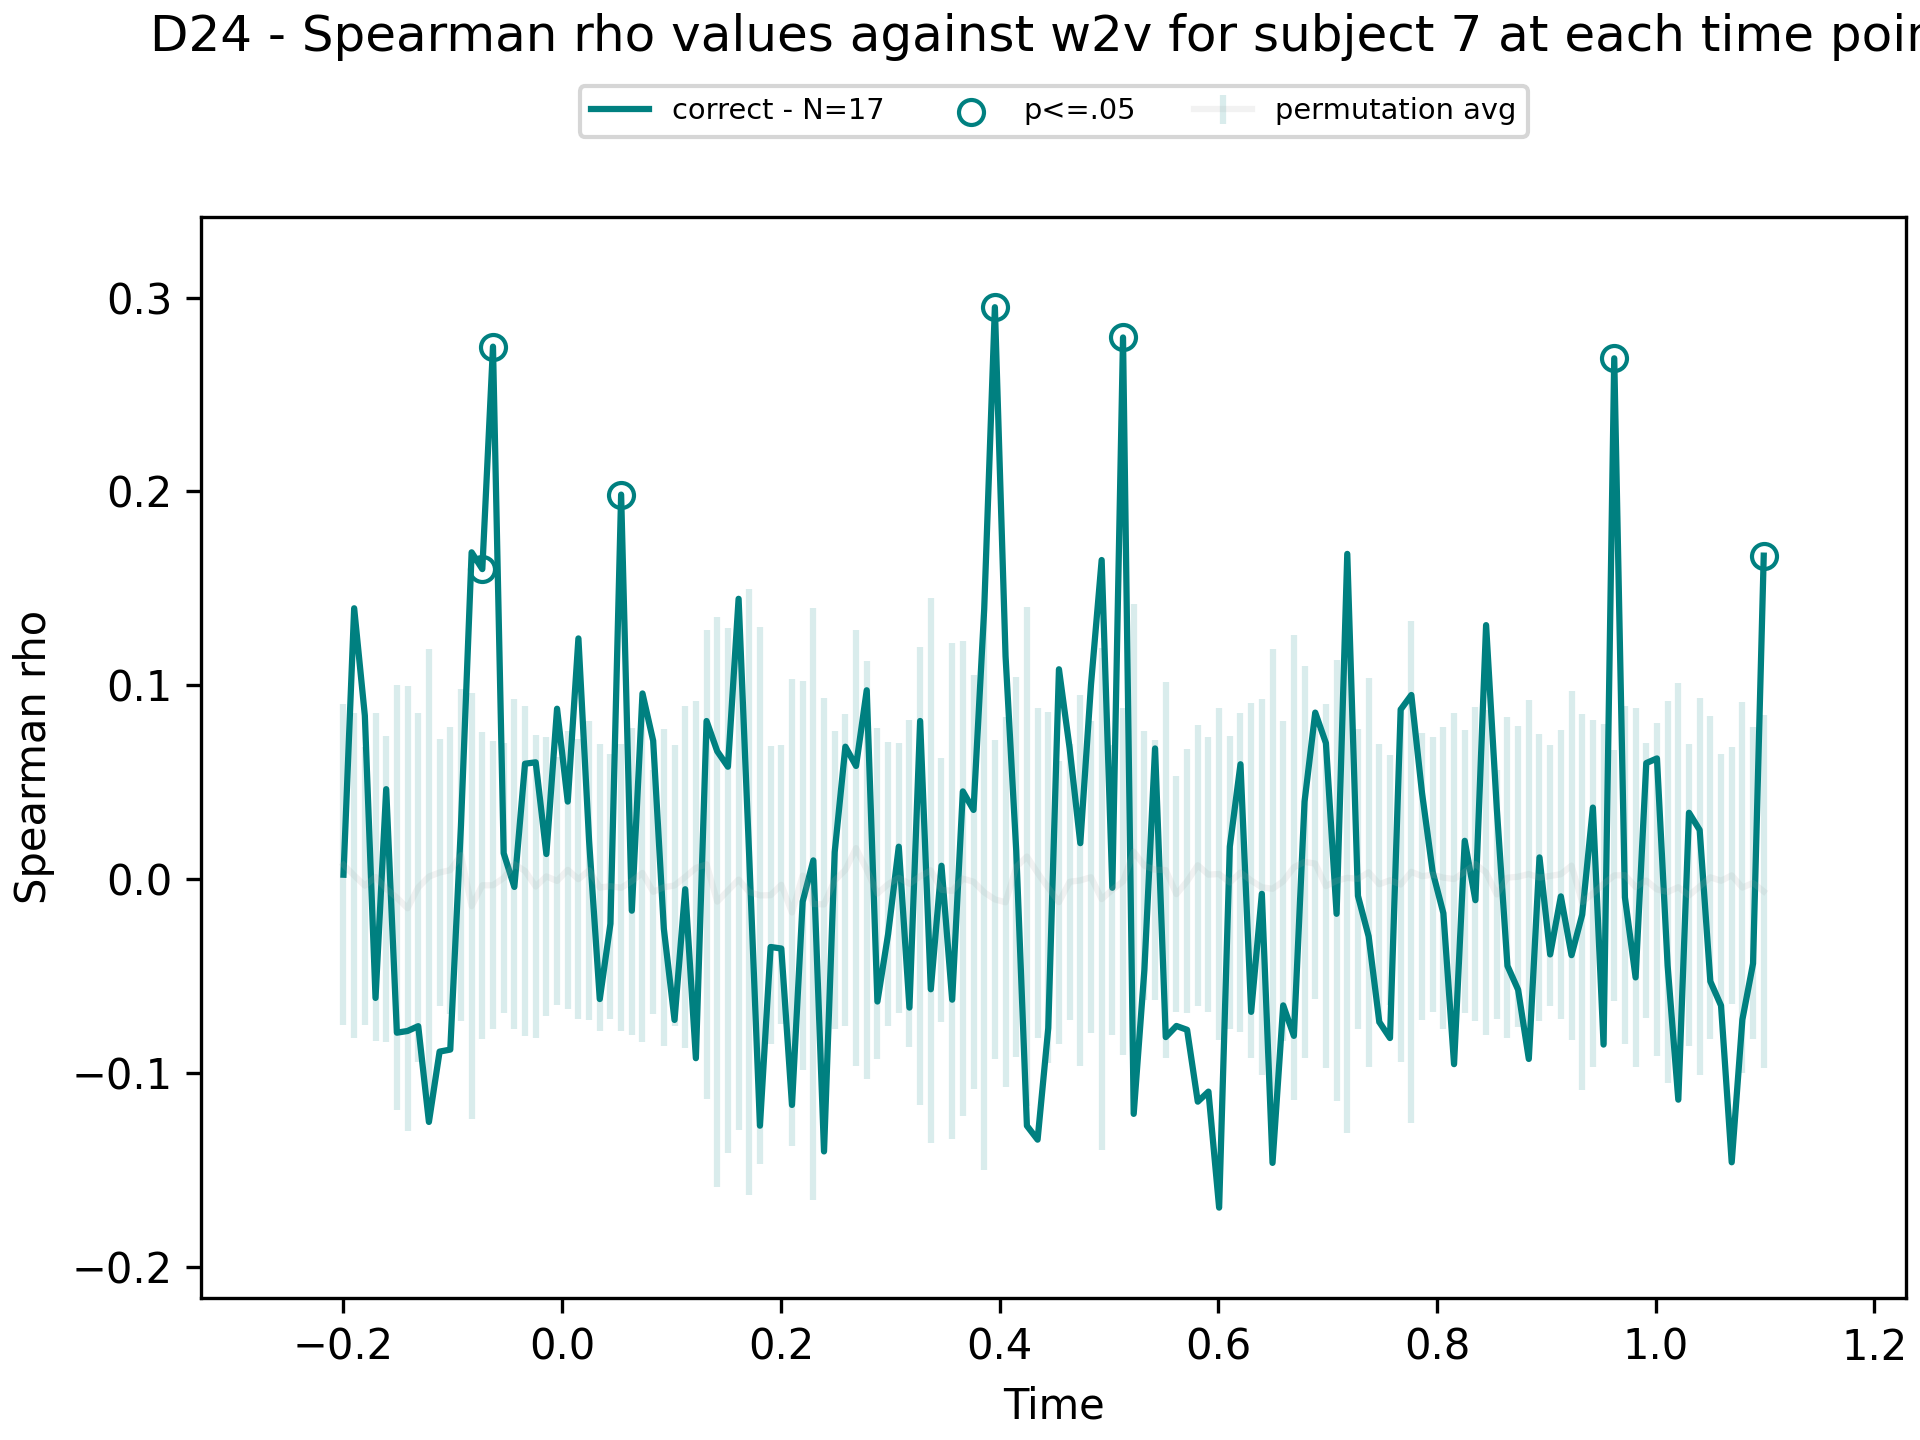 D24 - Spearman rho values against w2v for subject 7 at each time poin
correct - N=17 p<=.05 permutation avg
0.3
0.2
0.1
0.0
−0.1
−0.2
Spearman rho
−0.2 0.0 0.2 0.4 0.6 0.8 1.0 1.2
Time